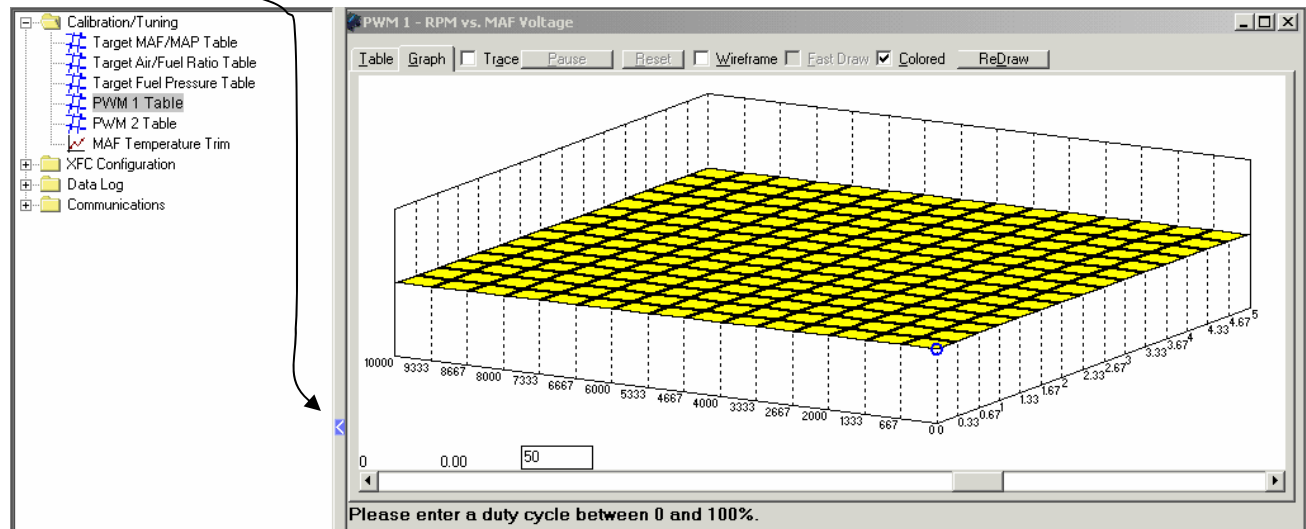 Calibration/Tuning
Target MAF/MAP Table
Target Air/Fuel Ratio Table
Target Fuel Pressure Table
PWM 1 Table
PWM 2 Table
MAF Temperature Trim
XFC Configuration
Data Log
Communications
PWM 1 - RPM vs. MAF Voltage
Table Graph Trace Pause Reset Wireframe Fast Draw Colored ReDraw
10000 9333 8667 8000 7333 6667 6000 5333 4667 4000 3333 2667 2000 1333 667 0
0 0.33 0.67 1 1.33 1.67 2 2.33 2.67 3 3.33 3.67 4 4.33 4.67 5
0 0.00 50
Please enter a duty cycle between 0 and 100%.